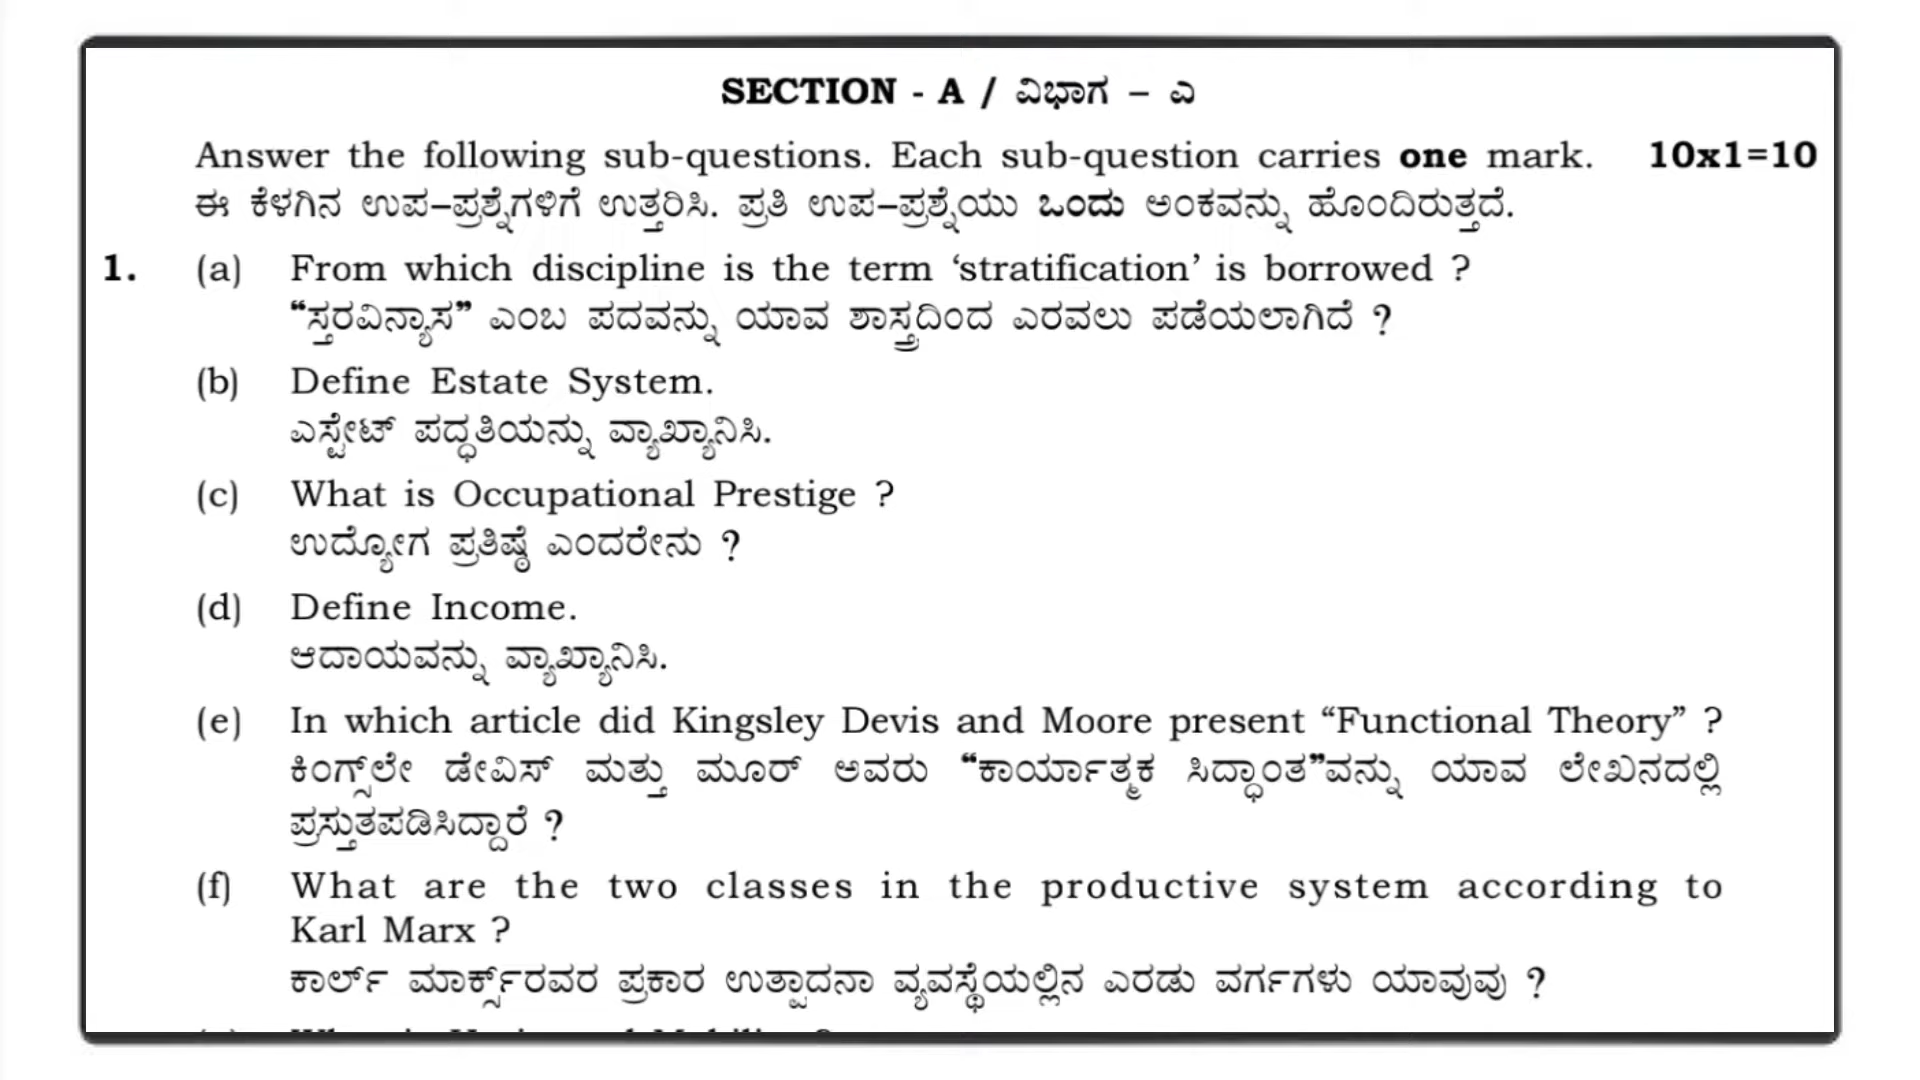 SECTION - A / ವಿಭಾಗ – ಎ
Answer the following sub-questions. Each sub-question carries one mark. 10x1=10
ಈ ಕೆಳಗಿನ ಉಪ–ಪ್ರಶ್ನೆಗಳಿಗೆ ಉತ್ತರಿಸಿ. ಪ್ರತಿ ಉಪ–ಪ್ರಶ್ನೆಯು ಒಂದು ಅಂಕವನ್ನು ಹೊಂದಿರುತ್ತದೆ.
1. (a) From which discipline is the term ‘stratification’ is borrowed ?
“ಸ್ತರವಿನ್ಯಾಸ” ಎಂಬ ಪದವನ್ನು ಯಾವ ಶಾಸ್ತ್ರದಿಂದ ಎರವಲು ಪಡೆಯಲಾಗಿದೆ ?
(b) Define Estate System.
ಎಸ್ಟೇಟ್ ಪದ್ಧತಿಯನ್ನು ವ್ಯಾಖ್ಯಾನಿಸಿ.
(c) What is Occupational Prestige ?
ಉದ್ಯೋಗ ಪ್ರತಿಷ್ಠೆ ಎಂದರೇನು ?
(d) Define Income.
ಆದಾಯವನ್ನು ವ್ಯಾಖ್ಯಾನಿಸಿ.
(e) In which article did Kingsley Devis and Moore present “Functional Theory” ?
ಕಿಂಗ್ಸ್‌ಲೇ ಡೇವಿಸ್ ಮತ್ತು ಮೂರ್ ಅವರು “ಕಾರ್ಯಾತ್ಮಕ ಸಿದ್ಧಾಂತ”ವನ್ನು ಯಾವ ಲೇಖನದಲ್ಲಿ
ಪ್ರಸ್ತುತಪಡಿಸಿದ್ದಾರೆ ?
(f) What are the two classes in the productive system according to
Karl Marx ?
ಕಾರ್ಲ್ ಮಾರ್ಕ್ಸ್‌ರವರ ಪ್ರಕಾರ ಉತ್ಪಾದನಾ ವ್ಯವಸ್ಥೆಯಲ್ಲಿನ ಎರಡು ವರ್ಗಗಳು ಯಾವುವು ?